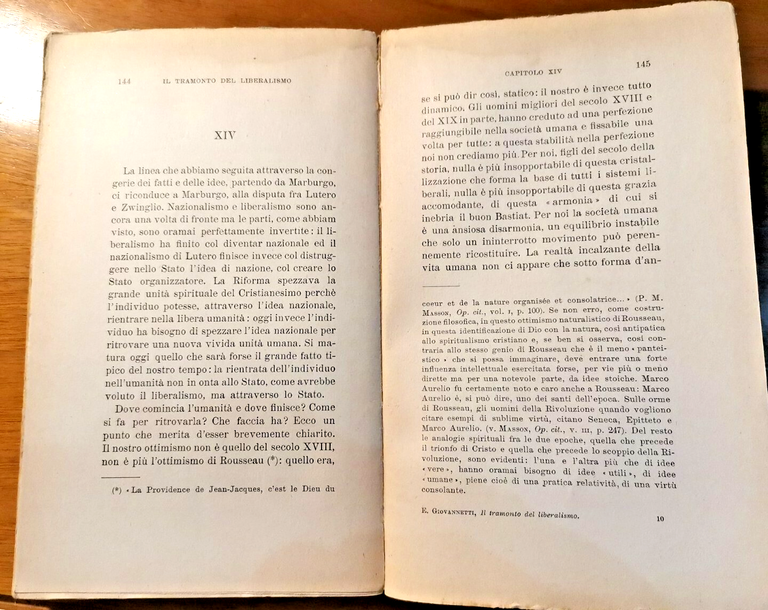 144 IL TRAMONTO DEL LIBERALISMO
XIV
La linea che abbiamo seguita attraverso la con-
gerie dei fatti e delle idee, partendo da Marburgo,
ci riconduce a Marburgo, alla disputa fra Lutero
e Zwinglio. Nazionalismo e liberalismo sono an-
cora una volta di fronte ma le parti, come abbiam
visto, sono oramai perfettamente invertite: il li-
beralismo ha finito col diventar nazionale ed il
nazionalismo di Lutero finisce invece col distrug-
gere nello Stato l'idea di nazione, col creare lo
Stato organizzatore. La Riforma spezzava la
grande unità spirituale del Cristianesimo perchè
l'individuo potesse, attraverso l'idea nazionale,
rientrare nella libera umanità: oggi invece l'indi-
viduo ha bisogno di spezzare l'idea nazionale per
ritrovare una nuova vivida unità umana. Si ma-
tura oggi quello che sarà forse il grande fatto ti-
pico del nostro tempo: la rientrata dell'individuo
nell'umanità non in onta allo Stato, come avrebbe
voluto il liberalismo, ma attraverso lo Stato.
Dove comincia l'umanità e dove finisce? Come
si fa per ritrovarla? Che faccia ha? Ecco un
punto che merita d'esser brevemente chiarito.
Il nostro ottimismo non è quello del secolo XVIII,
non è più l'ottimismo di Rousseau (*): quello era,
(*) « La Providence de Jean-Jacques, c'est le Dieu du
CAPITOLO XIV 145
se si può dir così, statico: il nostro è invece tutto
dinamico. Gli uomini migliori del secolo XVIII e
del XIX in parte, hanno creduto ad una perfezione
raggiungibile nella società umana e fissabile una
volta per tutte: a questa stabilità nella perfezione
noi non crediamo più. Per noi, figli del secolo della
storia, nulla è più insopportabile di questa cristal-
lizzazione che forma la base di tutti i sistemi li-
berali, nulla è più insopportabile di questa grazia
accomodante, di questa « armonia » di cui si
inebria il buon Bastiat. Per noi la società umana
è una ansiosa disarmonia, un equilibrio instabile
che solo un ininterrotto movimento può peren-
nemente ricostituire. La realtà incalzante della
vita umana non ci appare che sotto forma d'an-
coeur et de la nature organisée et consolatrice... » (P. M.
MASSON, Op. cit., vol. I, p. 100). Se non erro, come costru-
zione filosofica, in questo ottimismo naturalistico di Rousseau,
in questa identificazione di Dio con la natura, così antipatica
allo spiritualismo cristiano e, se ben si osserva, così con-
traria allo stesso genio di Rousseau che è il meno « pantei-
stico » che si possa immaginare, deve entrare una forte
influenza intellettuale esercitata forse, per vie più o meno
dirette ma per una notevole parte, da idee stoiche. Marco
Aurelio fu certamente noto e caro anche a Rousseau: Marco
Aurelio è, si può dire, uno dei santi dell'epoca. Sulle orme
di Rousseau, gli uomini della Rivoluzione quando vogliono
citare esempi di sublime virtù, citano Seneca, Epitteto e
Marco Aurelio. (v. MASSON, Op. cit., v. III, p. 247). Del resto
le analogie spirituali fra le due epoche, quella che precede
il trionfo di Cristo e quella che precede lo scoppio della Ri-
voluzione, sono evidenti: l'una e l'altra più che di idee
« vere », hanno oramai bisogno di idee « utili », di idee
« umane », piene cioè di una pratica relatività, di una virtù
consolante.
E. GIOVANNETTI, Il tramonto del liberalismo. 10